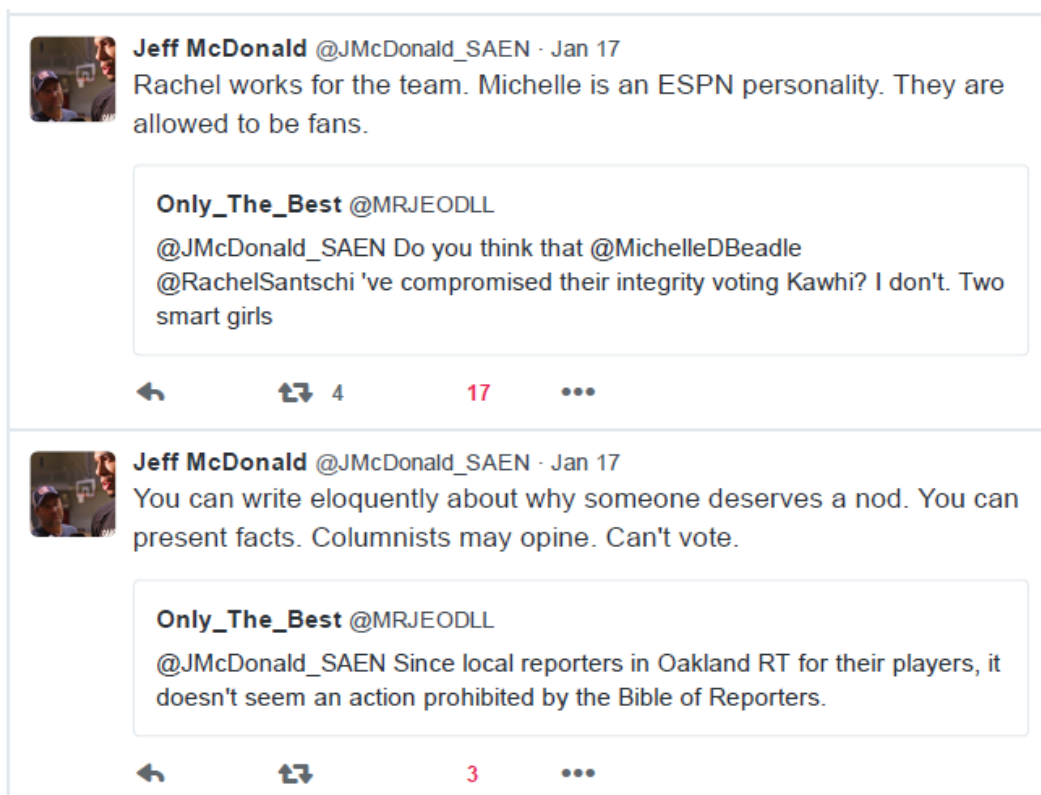 Jeff McDonald @JMcDonald_SAEN · Jan 17
Rachel works for the team. Michelle is an ESPN personality. They are
allowed to be fans.
Only_The_Best @MRJEODLL
@JMcDonald_SAEN Do you think that @MichelleDBeadle
@RachelSantschi 've compromised their integrity voting Kawhi? I don't. Two
smart girls
4 17
Jeff McDonald @JMcDonald_SAEN · Jan 17
You can write eloquently about why someone deserves a nod. You can
present facts. Columnists may opine. Can't vote.
Only_The_Best @MRJEODLL
@JMcDonald_SAEN Since local reporters in Oakland RT for their players, it
doesn't seem an action prohibited by the Bible of Reporters.
3